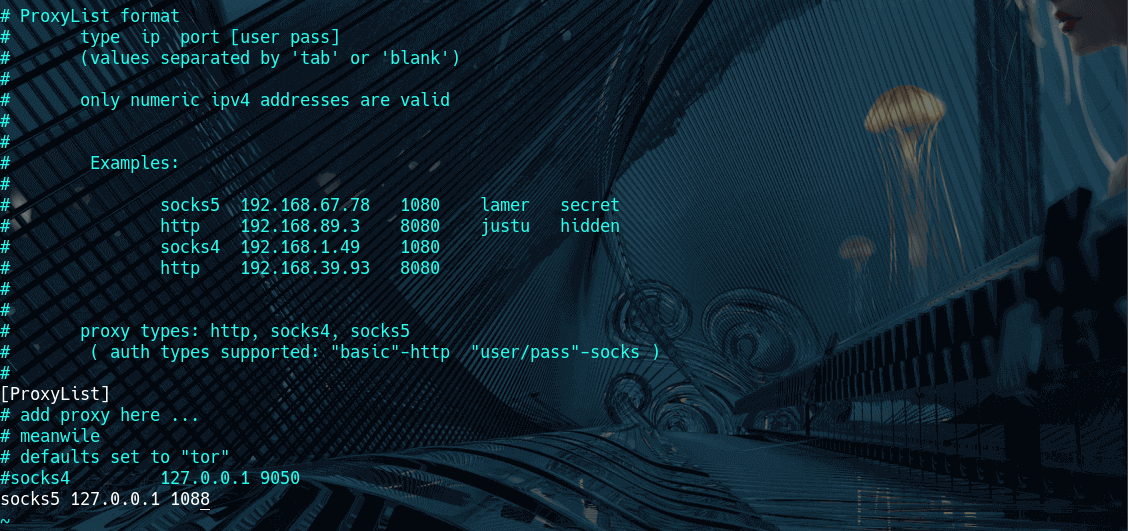 # ProxyList format
#       type  ip  port [user pass]
#       (values separated by 'tab' or 'blank')
#
#       only numeric ipv4 addresses are valid
#
#
#        Examples:
#
#               socks5  192.168.67.78   1080    lamer   secret
#               http    192.168.89.3    8080    justu   hidden
#               socks4  192.168.1.49    1080
#               http    192.168.39.93   8080
#
#
#       proxy types: http, socks4, socks5
#        ( auth types supported: "basic"-http  "user/pass"-socks )
#
[ProxyList]
# add proxy here ...
# meanwile
# defaults set to "tor"
#socks4         127.0.0.1 9050
socks5 127.0.0.1 1088
~